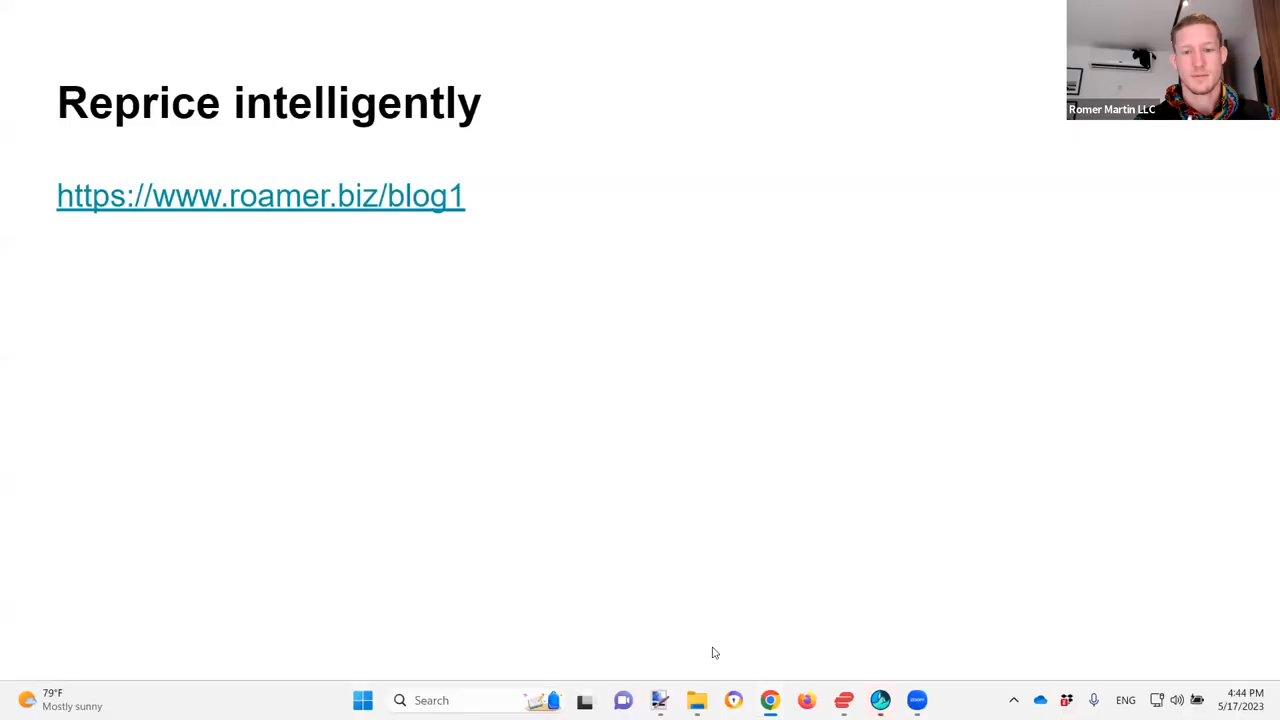 Reprice intelligently
Romer Martin LLC
https://www.roamer.biz/blog1
79°F
Mostly sunny
Search
zoom
ENG
4:44 PM
5/17/2023